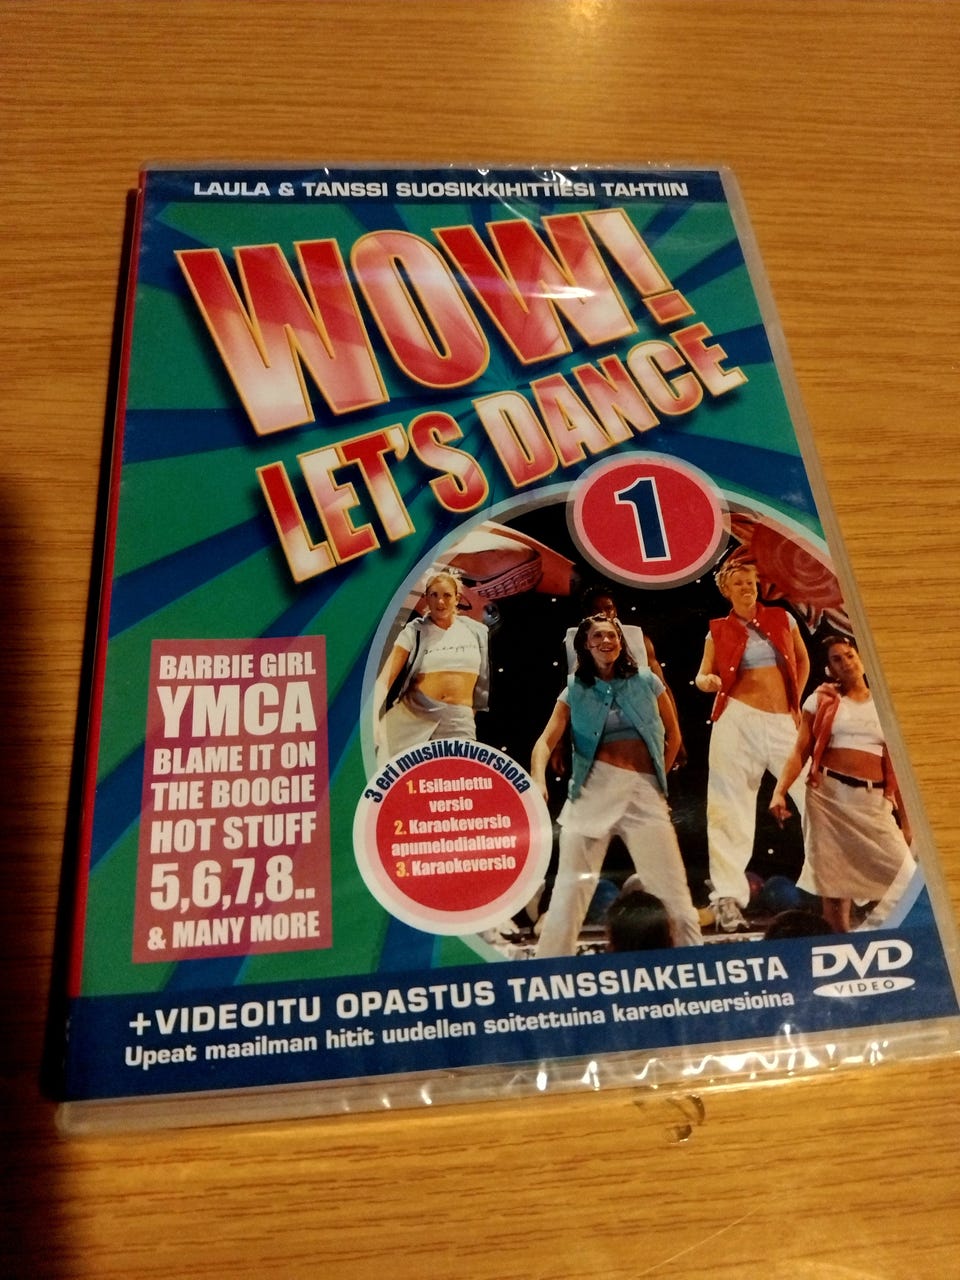 LAULA & TANSSI SUOSIKKIHITTIESI TAHTIIN
WOW!
LET'S DANCE
1
BARBIE GIRL
YMCA
BLAME IT ON
THE BOOGIE
HOT STUFF
5,6,7,8..
& MANY MORE
3 eri musiikkiversiota
1. Esilaulettu
versio
2. Karaokeversio
apumelodiallaver
3. Karaokeversio
+VIDEOITU OPASTUS TANSSIAKELISTA
Upeat maailman hitit uudellen soitettuina karaokeversioina
DVD
VIDEO